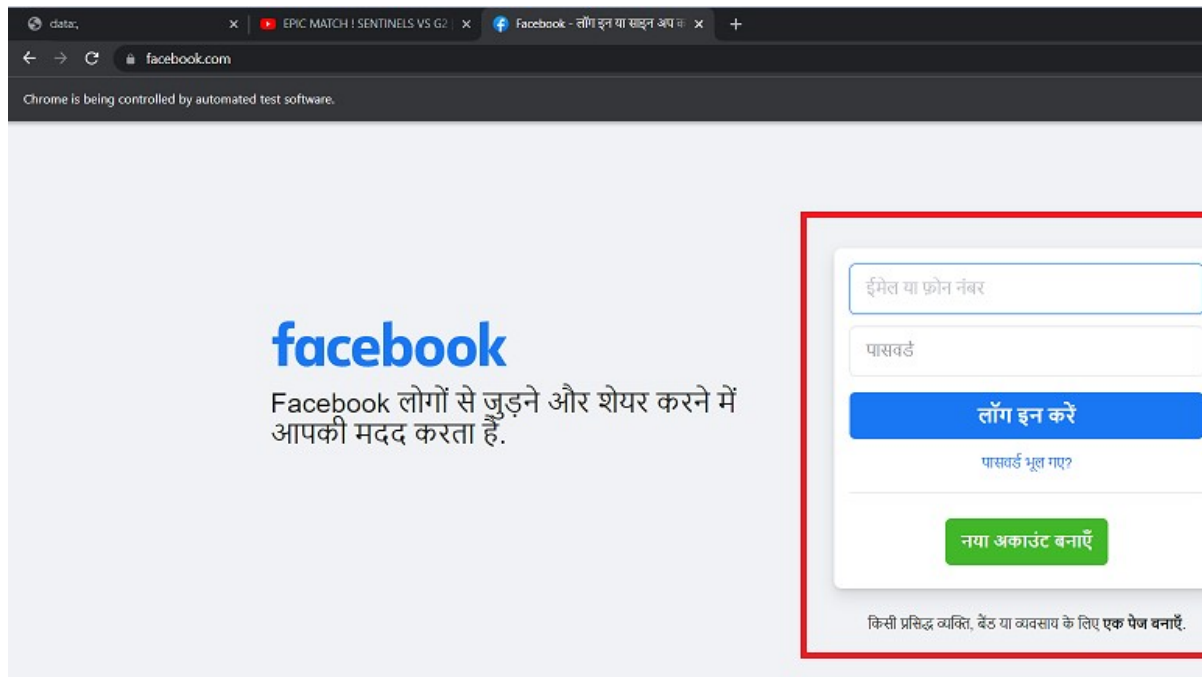 data:,
EPIC MATCH ! SENTINELS VS G2 |
Facebook - लॉग इन या साइन अप क
facebook.com
Chrome is being controlled by automated test software.
facebook
Facebook लोगों से जुड़ने और शेयर करने में
आपकी मदद करता है.
ईमेल या फ़ोन नंबर
पासवर्ड
लॉग इन करें
पासवर्ड भूल गए?
नया अकाउंट बनाएँ
किसी प्रसिद्ध व्यक्ति, बैंड या व्यवसाय के लिए एक पेज बनाएँ.